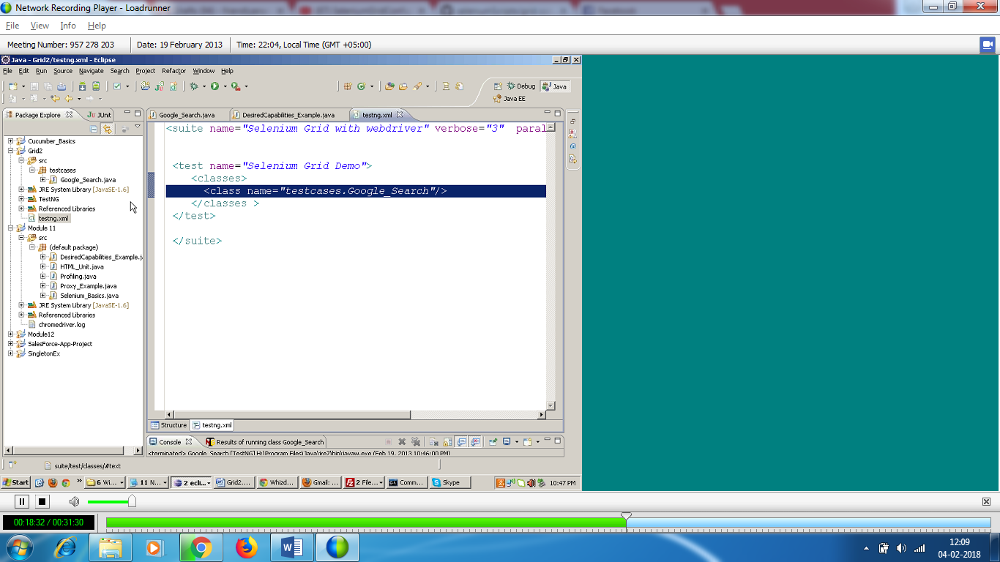 Network Recording Player - Loadrunner
File View Info Help
Meeting Number: 957 278 203 Date: 19 February 2013 Time: 22:04, Local Time (GMT +05:00)
Java - Grid2/testng.xml - Eclipse
File Edit Run Source Navigate Search Project Refactor Window Help
Debug Java
Java EE
Package Explore JUnit
Google_Search.java DesiredCapabilities_Example.java testng.xml
Cucumber_Basics
Grid2
src
testcases
Google_Search.java
JRE System Library [JavaSE-1.6]
TestNG
Referenced Libraries
testng.xml
Module 11
src
(default package)
DesiredCapabilities_Example.j
HTML_Unit.java
Profiling.java
Proxy_Example.java
Selenium_Basics.java
JRE System Library [JavaSE-1.6]
Referenced Libraries
chromedriver.log
Module12
SalesForce-App-Project
SingletonEx
<suite name="Selenium Grid with webdriver" verbose="3" paral
<test name="Selenium Grid Demo">
<classes>
<class name="testcases.Google_Search"/>
</classes >
</test>
</suite>
Structure testng.xml
Console Results of running class Google_Search
<terminated> Google_Search [TestNG] H:\Program Files\Java\jre7\bin\javaw.exe (Feb 19, 2013 10:46:00 PM)
suite/test/classes/#text
Start » 6 Wi... 11 N... 2 ecli... Grid2.... Whizd... Gmail: ... 2 File... Comm... Skype 10:47 PM
00:18:32 / 00:31:30
12:09
04-02-2018